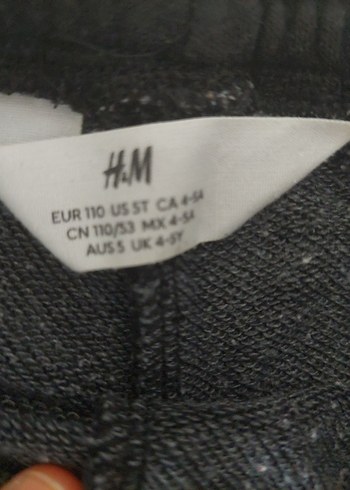 H&M
EUR 110 US 5T CA 4-5A
CN 110/53 MX 4-5A
AUS 5 UK 4-5Y